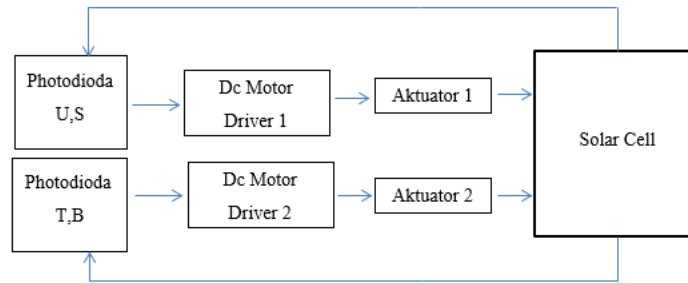 Photodioda
U,S
Dc Motor
Driver 1
Aktuator 1
Solar Cell
Photodioda
T,B
Dc Motor
Driver 2
Aktuator 2